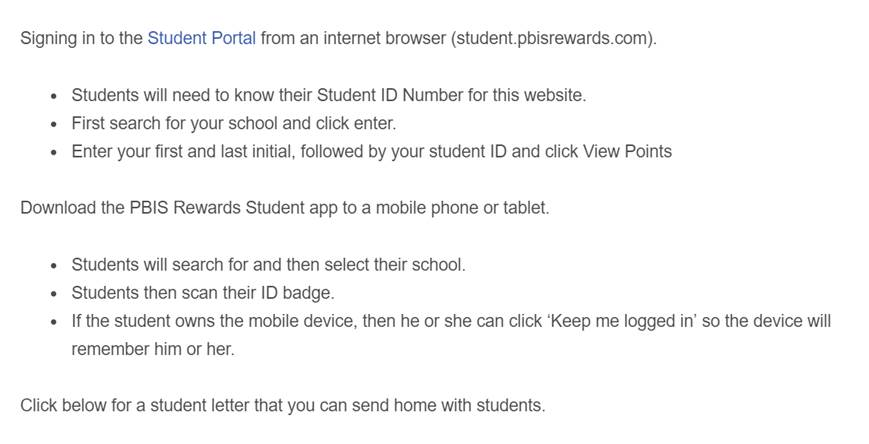 Signing in to the Student Portal from an internet browser (student.pbisrewards.com).
• Students will need to know their Student ID Number for this website.
• First search for your school and click enter.
• Enter your first and last initial, followed by your student ID and click View Points
Download the PBIS Rewards Student app to a mobile phone or tablet.
• Students will search for and then select their school.
• Students then scan their ID badge.
• If the student owns the mobile device, then he or she can click ‘Keep me logged in’ so the device will
remember him or her.
Click below for a student letter that you can send home with students.